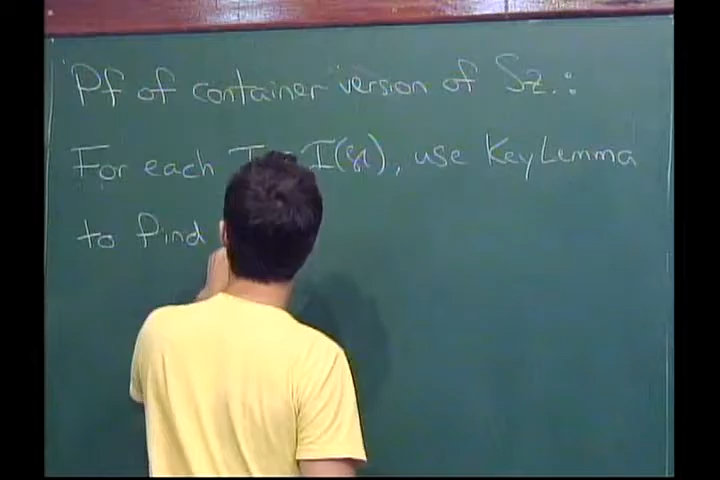 Pf of container version of Sz.:
For each I ∈ I(H), use Key Lemma
to find